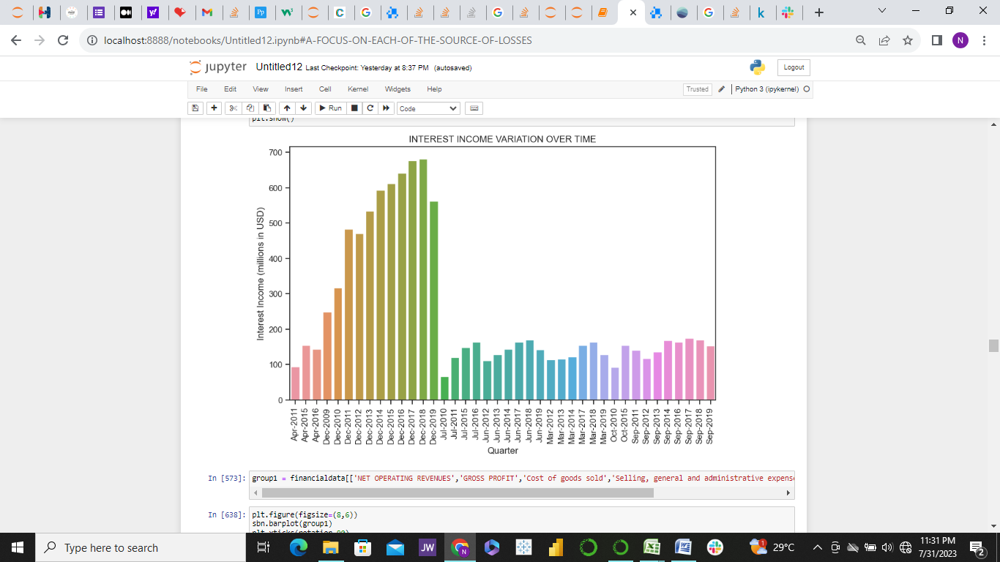 localhost:8888/notebooks/Untitled12.ipynb#A-FOCUS-ON-EACH-OF-THE-SOURCE-OF-LOSSES
N
jupyter Untitled12 Last Checkpoint: Yesterday at 8:37 PM (autosaved)
Logout
File Edit View Insert Cell Kernel Widgets Help
Trusted Python 3 (ipykernel)
Run Code
plt.show()
INTEREST INCOME VARIATION OVER TIME
Interest Income (millions in USD)
700
600
500
400
300
200
100
0
Apr-2011
Apr-2015
Apr-2016
Dec-2009
Dec-2010
Dec-2011
Dec-2012
Dec-2013
Dec-2014
Dec-2015
Dec-2016
Dec-2017
Dec-2018
Dec-2019
Jul-2010
Jul-2011
Jul-2015
Jul-2016
Jun-2012
Jun-2013
Jun-2014
Jun-2017
Jun-2018
Jun-2019
Mar-2012
Mar-2013
Mar-2014
Mar-2017
Mar-2018
Mar-2019
Oct-2010
Oct-2015
Sep-2011
Sep-2012
Sep-2013
Sep-2014
Sep-2016
Sep-2017
Sep-2018
Sep-2019
Quarter
In [573]: group1 = financialdata[['NET OPERATING REVENUES','GROSS PROFIT','Cost of goods sold','Selling, general and administrative expens
In [638]: plt.figure(figsize=(8,6))
sbn.barplot(group1)
Type here to search
JW
N
1
29°C
11:31 PM
7/31/2023
2